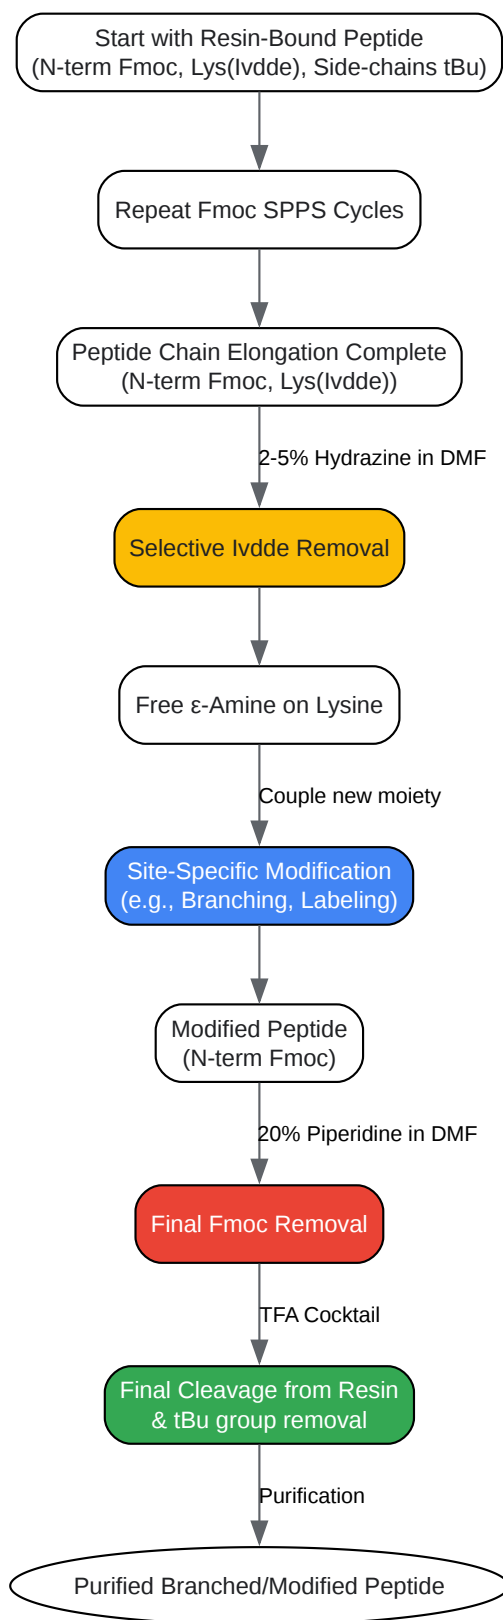 Start with Resin-Bound Peptide
(N-term Fmoc, Lys(Ivdde), Side-chains tBu)
Repeat Fmoc SPPS Cycles
Peptide Chain Elongation Complete
(N-term Fmoc, Lys(Ivdde))
2-5% Hydrazine in DMF
Selective Ivdde Removal
Free ε-Amine on Lysine
Couple new moiety
Site-Specific Modification
(e.g., Branching, Labeling)
Modified Peptide
(N-term Fmoc)
20% Piperidine in DMF
Final Fmoc Removal
TFA Cocktail
Final Cleavage from Resin
& tBu group removal
Purification
Purified Branched/Modified Peptide